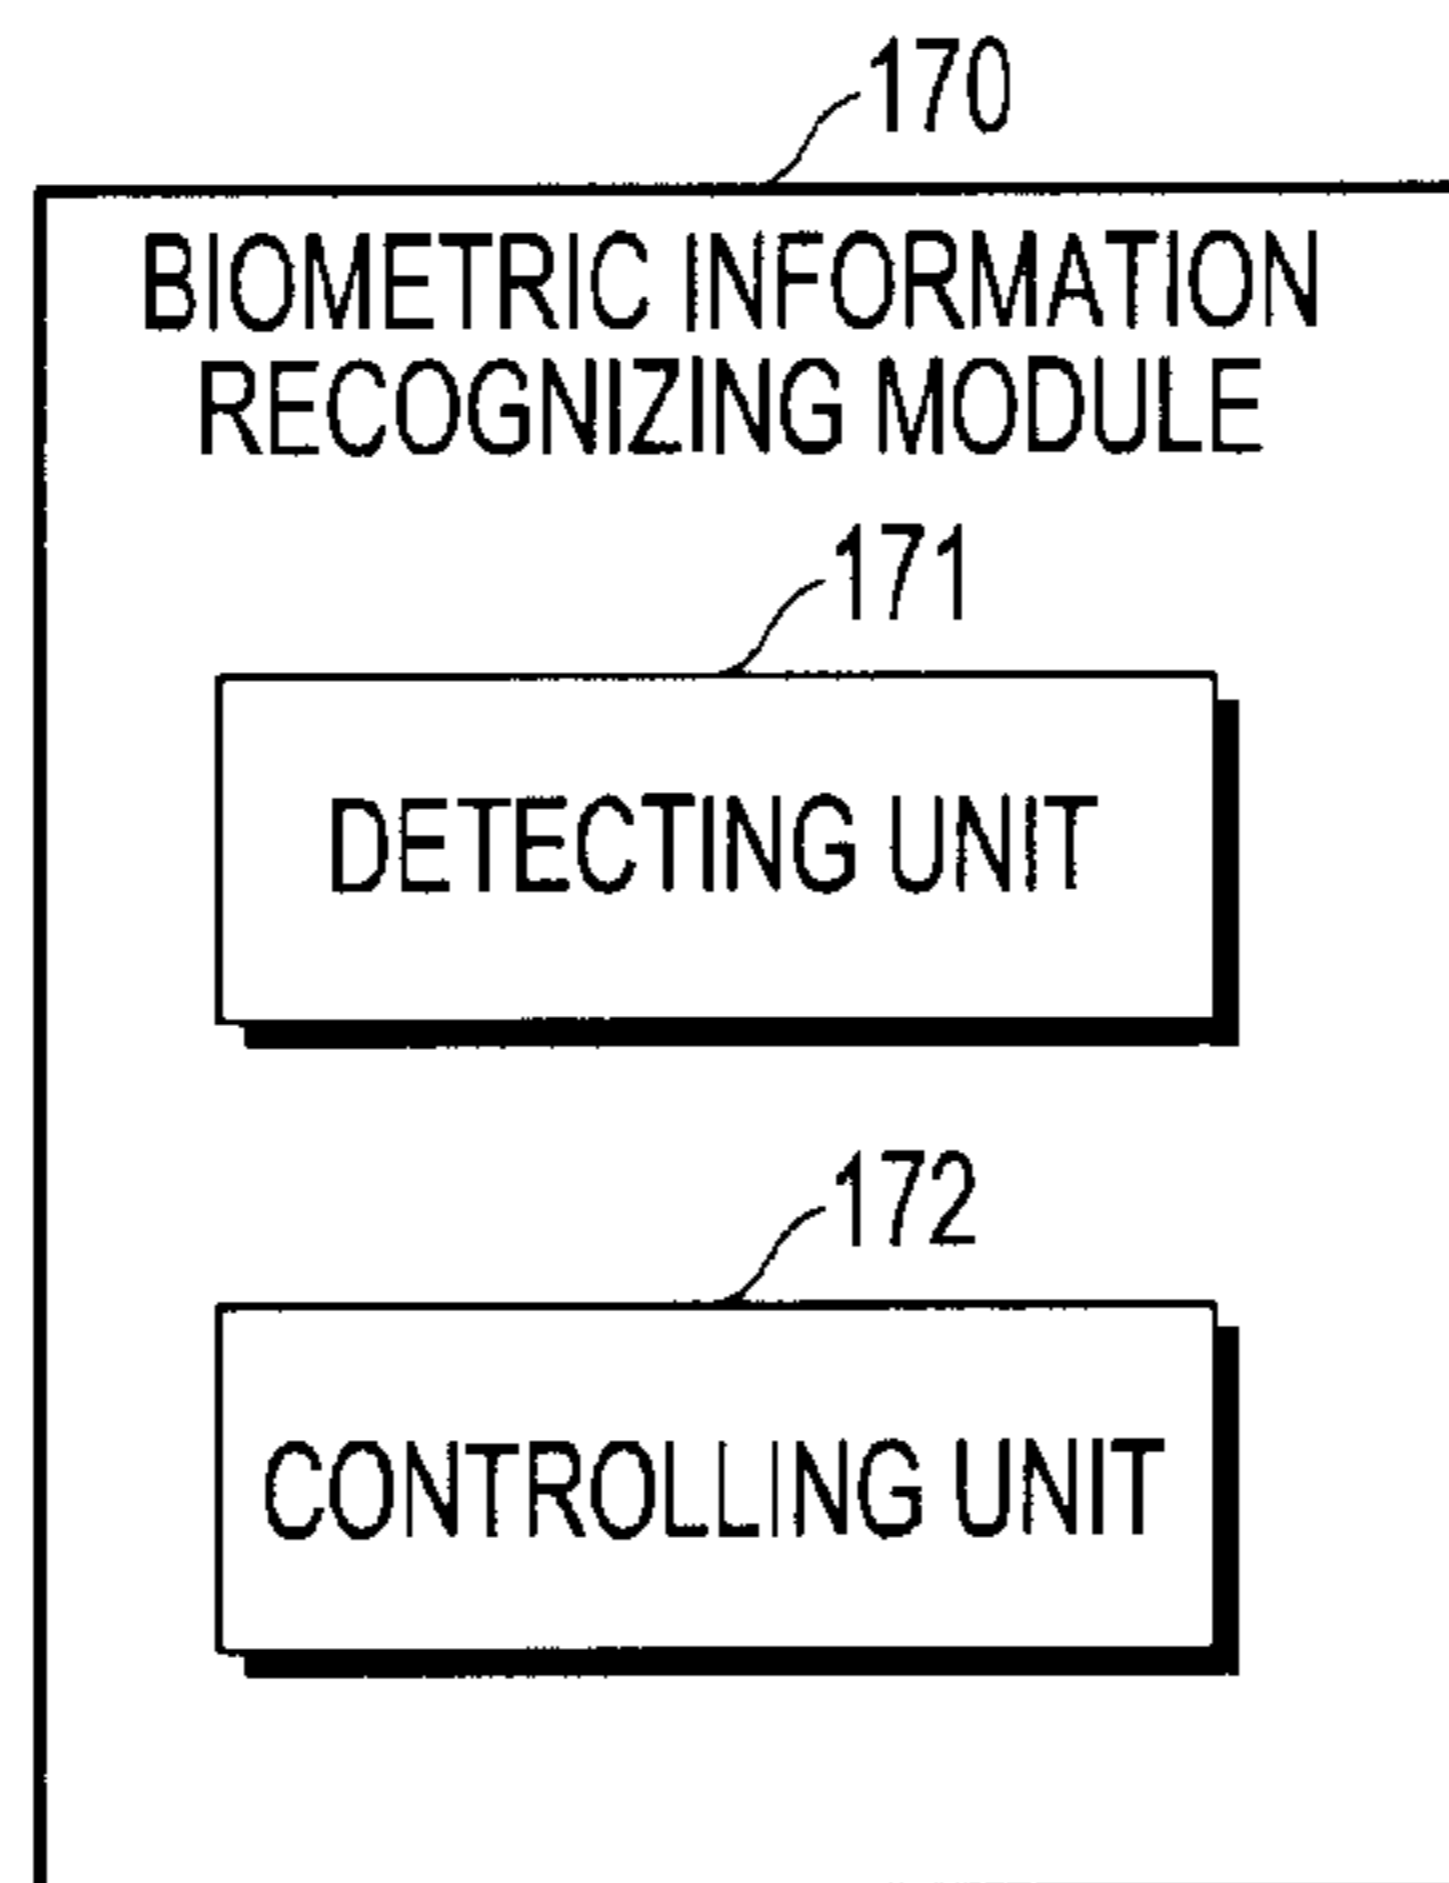 170
BIOMETRIC INFORMATION
RECOGNIZING MODULE
171
DETECTING UNIT
172
CONTROLLING UNIT